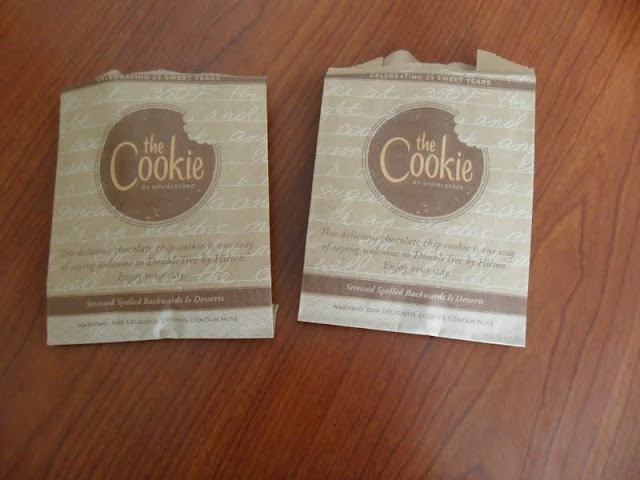 CELEBRATING 25 SWEET YEARS
the
Cookie
BY DOUBLETREE
This delicious chocolate chip cookie is our way
of saying welcome to DoubleTree by Hilton.
Enjoy your stay.
Stressed Spelled Backwards Is Desserts
WARNING: OUR DELICIOUS COOKIES CONTAIN NUTS
CELEBRATING 25 SWEET YEARS
the
Cookie
BY DOUBLETREE
This delicious chocolate chip cookie is our way
of saying welcome to DoubleTree by Hilton.
Enjoy your stay.
Stressed Spelled Backwards Is Desserts
WARNING: OUR DELICIOUS COOKIES CONTAIN NUTS